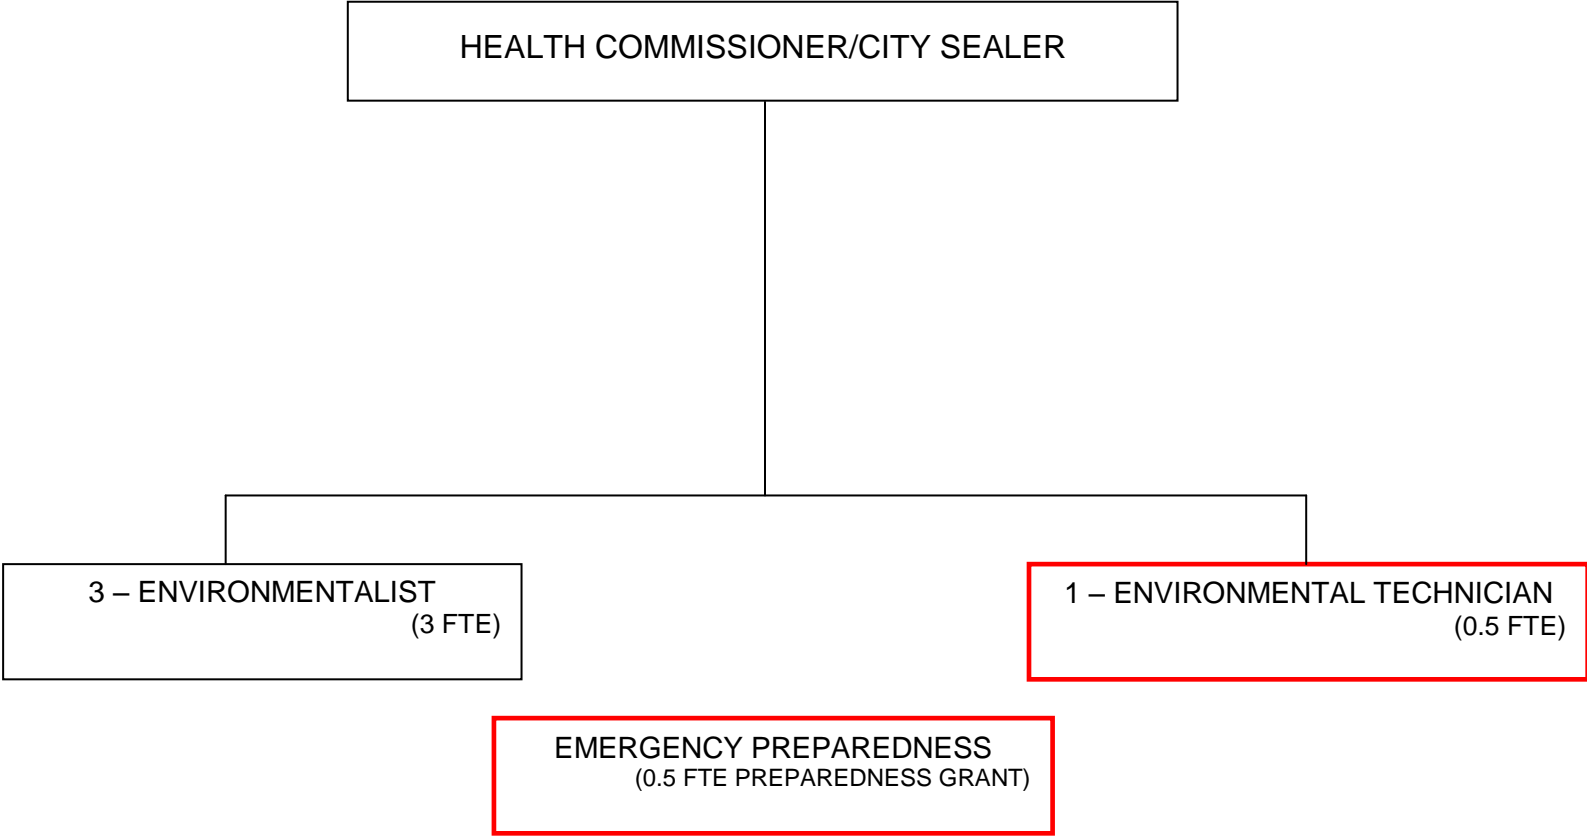 HEALTH COMMISSIONER/CITY SEALER
3 – ENVIRONMENTALIST
(3 FTE)
1 – ENVIRONMENTAL TECHNICIAN
(0.5 FTE)
EMERGENCY PREPAREDNESS
(0.5 FTE PREPAREDNESS GRANT)